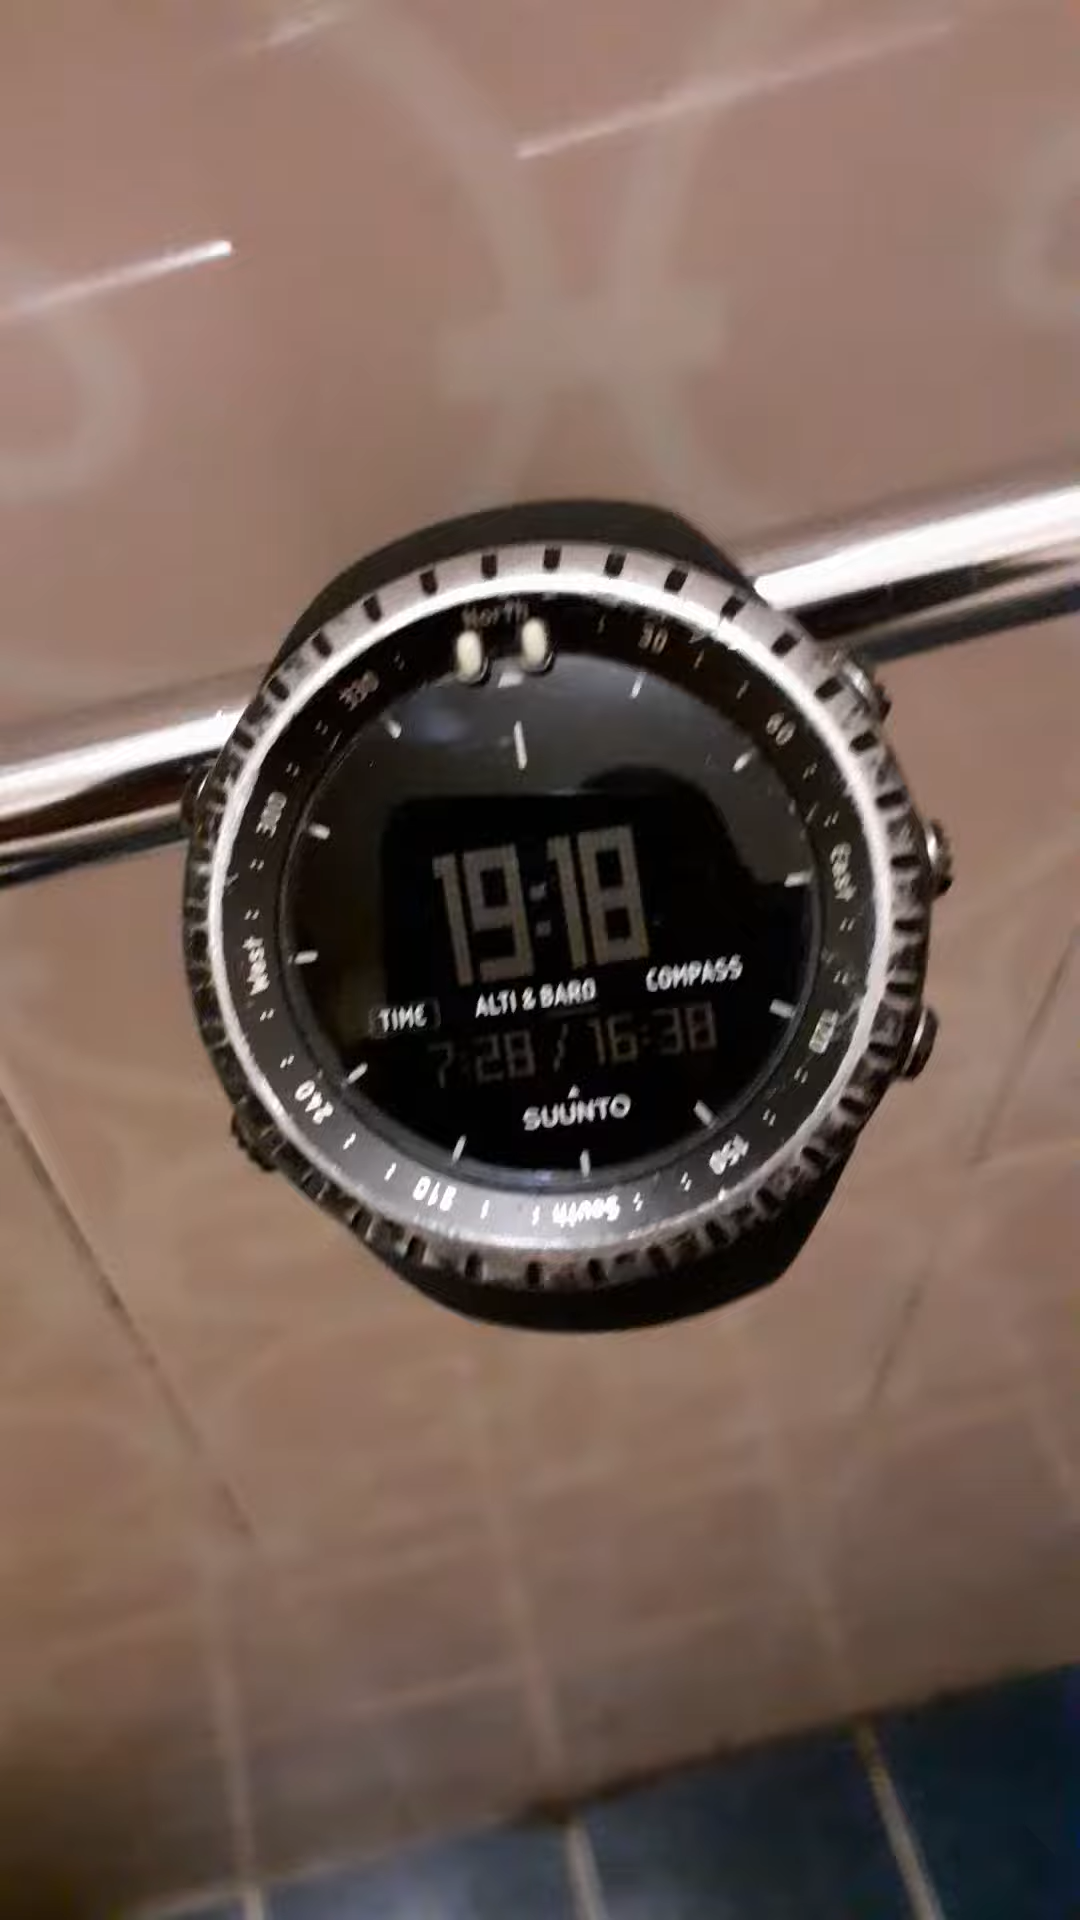 North
30
60
East
120
150
South
210
240
West
300
330
19:18
TIME ALTI & BARO COMPASS
7:28 / 16:38
SUUNTO